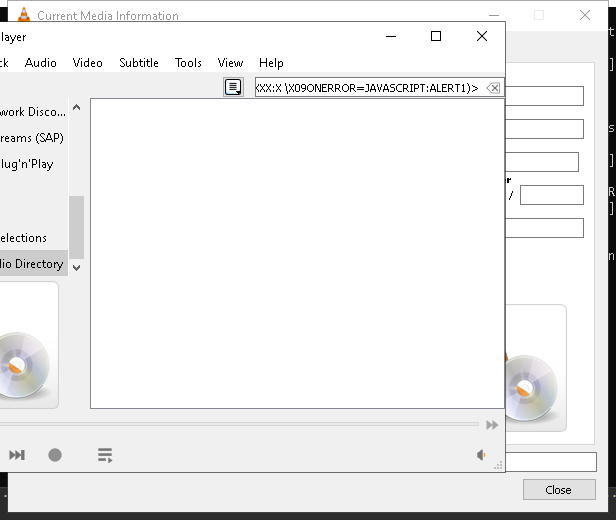 Current Media Information
layer
ck Audio Video Subtitle Tools View Help
XX:X \X09ONERROR=JAVASCRIPT:ALERT1)>
work Disco...
reams (SAP)
lug'n'Play
r
/
elections
lio Directory
Close